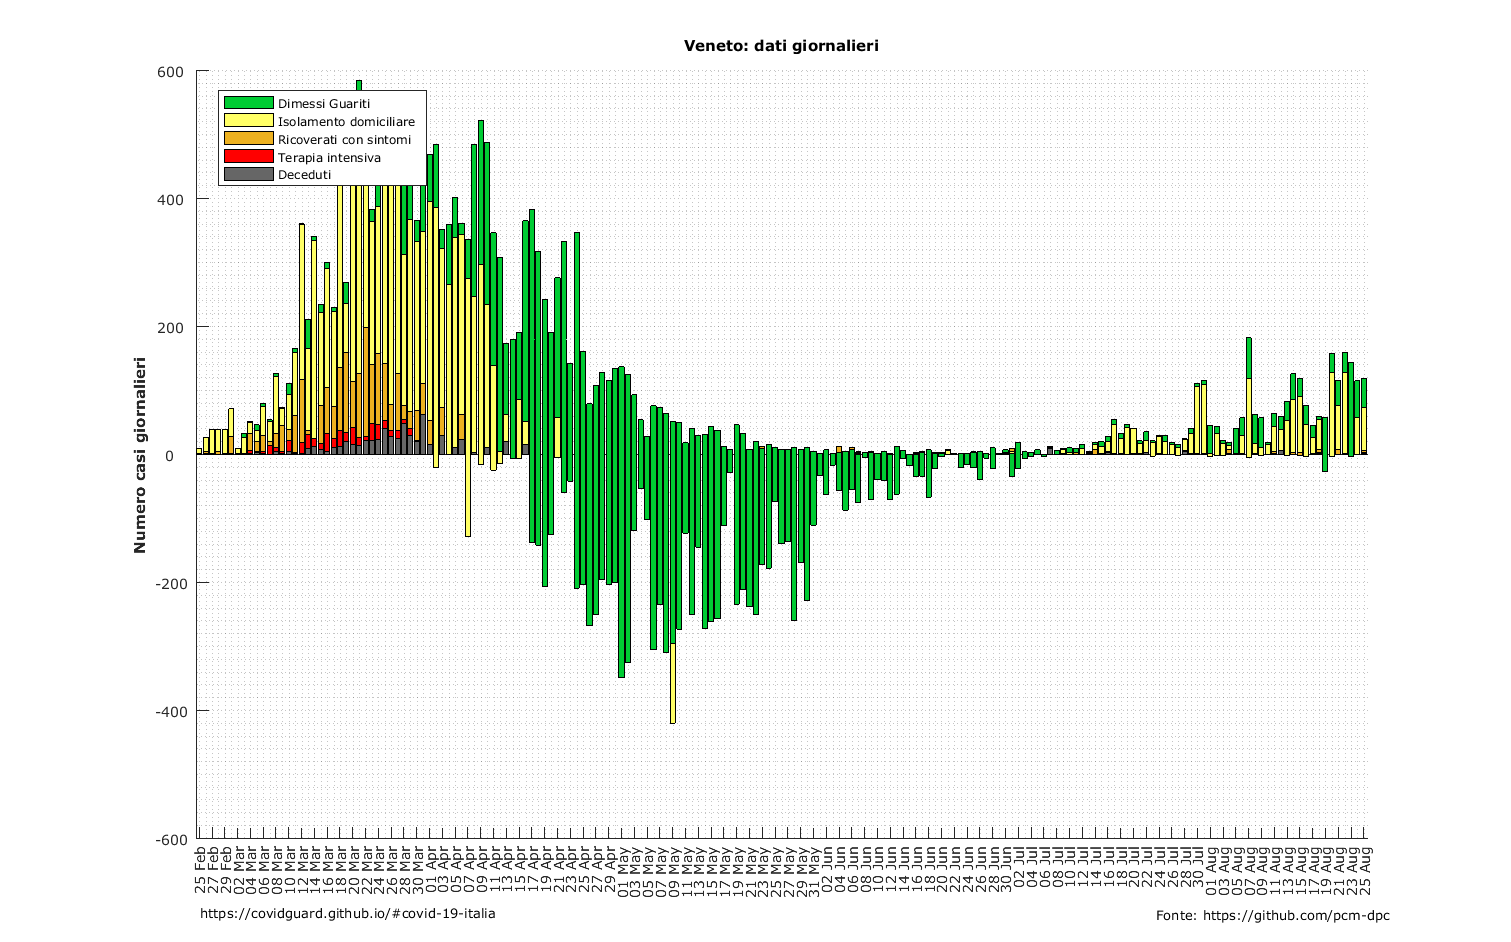 Veneto: dati giornalieri
600
400
200
0
-200
-400
-600
Numero casi giornalieri
Dimessi Guariti
Isolamento domiciliare
Ricoverati con sintomi
Terapia intensiva
Deceduti
25 Feb
27 Feb
29 Feb
02 Mar
04 Mar
06 Mar
08 Mar
10 Mar
12 Mar
14 Mar
16 Mar
18 Mar
20 Mar
22 Mar
24 Mar
26 Mar
28 Mar
30 Mar
01 Apr
03 Apr
05 Apr
07 Apr
09 Apr
11 Apr
13 Apr
15 Apr
17 Apr
19 Apr
21 Apr
23 Apr
25 Apr
27 Apr
29 Apr
01 May
03 May
05 May
07 May
09 May
11 May
13 May
15 May
17 May
19 May
21 May
23 May
25 May
27 May
29 May
31 May
02 Jun
04 Jun
06 Jun
08 Jun
10 Jun
12 Jun
14 Jun
16 Jun
18 Jun
20 Jun
22 Jun
24 Jun
26 Jun
28 Jun
30 Jun
02 Jul
04 Jul
06 Jul
08 Jul
10 Jul
12 Jul
14 Jul
16 Jul
18 Jul
20 Jul
22 Jul
24 Jul
26 Jul
28 Jul
30 Jul
01 Aug
03 Aug
05 Aug
07 Aug
09 Aug
11 Aug
13 Aug
15 Aug
17 Aug
19 Aug
21 Aug
23 Aug
25 Aug
https://covidguard.github.io/#covid-19-italia
Fonte: https://github.com/pcm-dpc